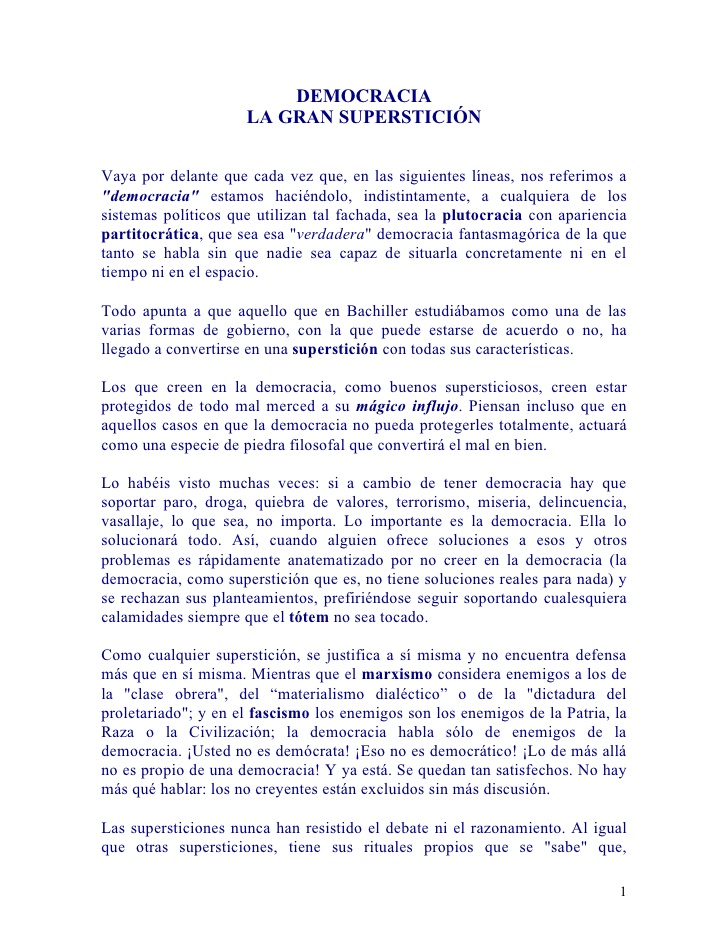 DEMOCRACIA
LA GRAN SUPERSTICIÓN
Vaya por delante que cada vez que, en las siguientes líneas, nos referimos a
"democracia" estamos haciéndolo, indistintamente, a cualquiera de los
sistemas políticos que utilizan tal fachada, sea la plutocracia con apariencia
partitocrática, que sea esa "verdadera" democracia fantasmagórica de la que
tanto se habla sin que nadie sea capaz de situarla concretamente ni en el
tiempo ni en el espacio.
Todo apunta a que aquello que en Bachiller estudiábamos como una de las
varias formas de gobierno, con la que puede estarse de acuerdo o no, ha
llegado a convertirse en una superstición con todas sus características.
Los que creen en la democracia, como buenos supersticiosos, creen estar
protegidos de todo mal merced a su mágico influjo. Piensan incluso que en
aquellos casos en que la democracia no pueda protegerles totalmente, actuará
como una especie de piedra filosofal que convertirá el mal en bien.
Lo habéis visto muchas veces: si a cambio de tener democracia hay que
soportar paro, droga, quiebra de valores, terrorismo, miseria, delincuencia,
vasallaje, lo que sea, no importa. Lo importante es la democracia. Ella lo
solucionará todo. Así, cuando alguien ofrece soluciones a esos y otros
problemas es rápidamente anatematizado por no creer en la democracia (la
democracia, como superstición que es, no tiene soluciones reales para nada) y
se rechazan sus planteamientos, prefiriéndose seguir soportando cualesquiera
calamidades siempre que el tótem no sea tocado.
Como cualquier superstición, se justifica a sí misma y no encuentra defensa
más que en sí misma. Mientras que el marxismo considera enemigos a los de
la "clase obrera", del “materialismo dialéctico” o de la "dictadura del
proletariado"; y en el fascismo los enemigos son los enemigos de la Patria, la
Raza o la Civilización; la democracia habla sólo de enemigos de la
democracia. ¡Usted no es demócrata! ¡Eso no es democrático! ¡Lo de más allá
no es propio de una democracia! Y ya está. Se quedan tan satisfechos. No hay
más qué hablar: los no creyentes están excluidos sin más discusión.
Las supersticiones nunca han resistido el debate ni el razonamiento. Al igual
que otras supersticiones, tiene sus rituales propios que se "sabe" que,
1